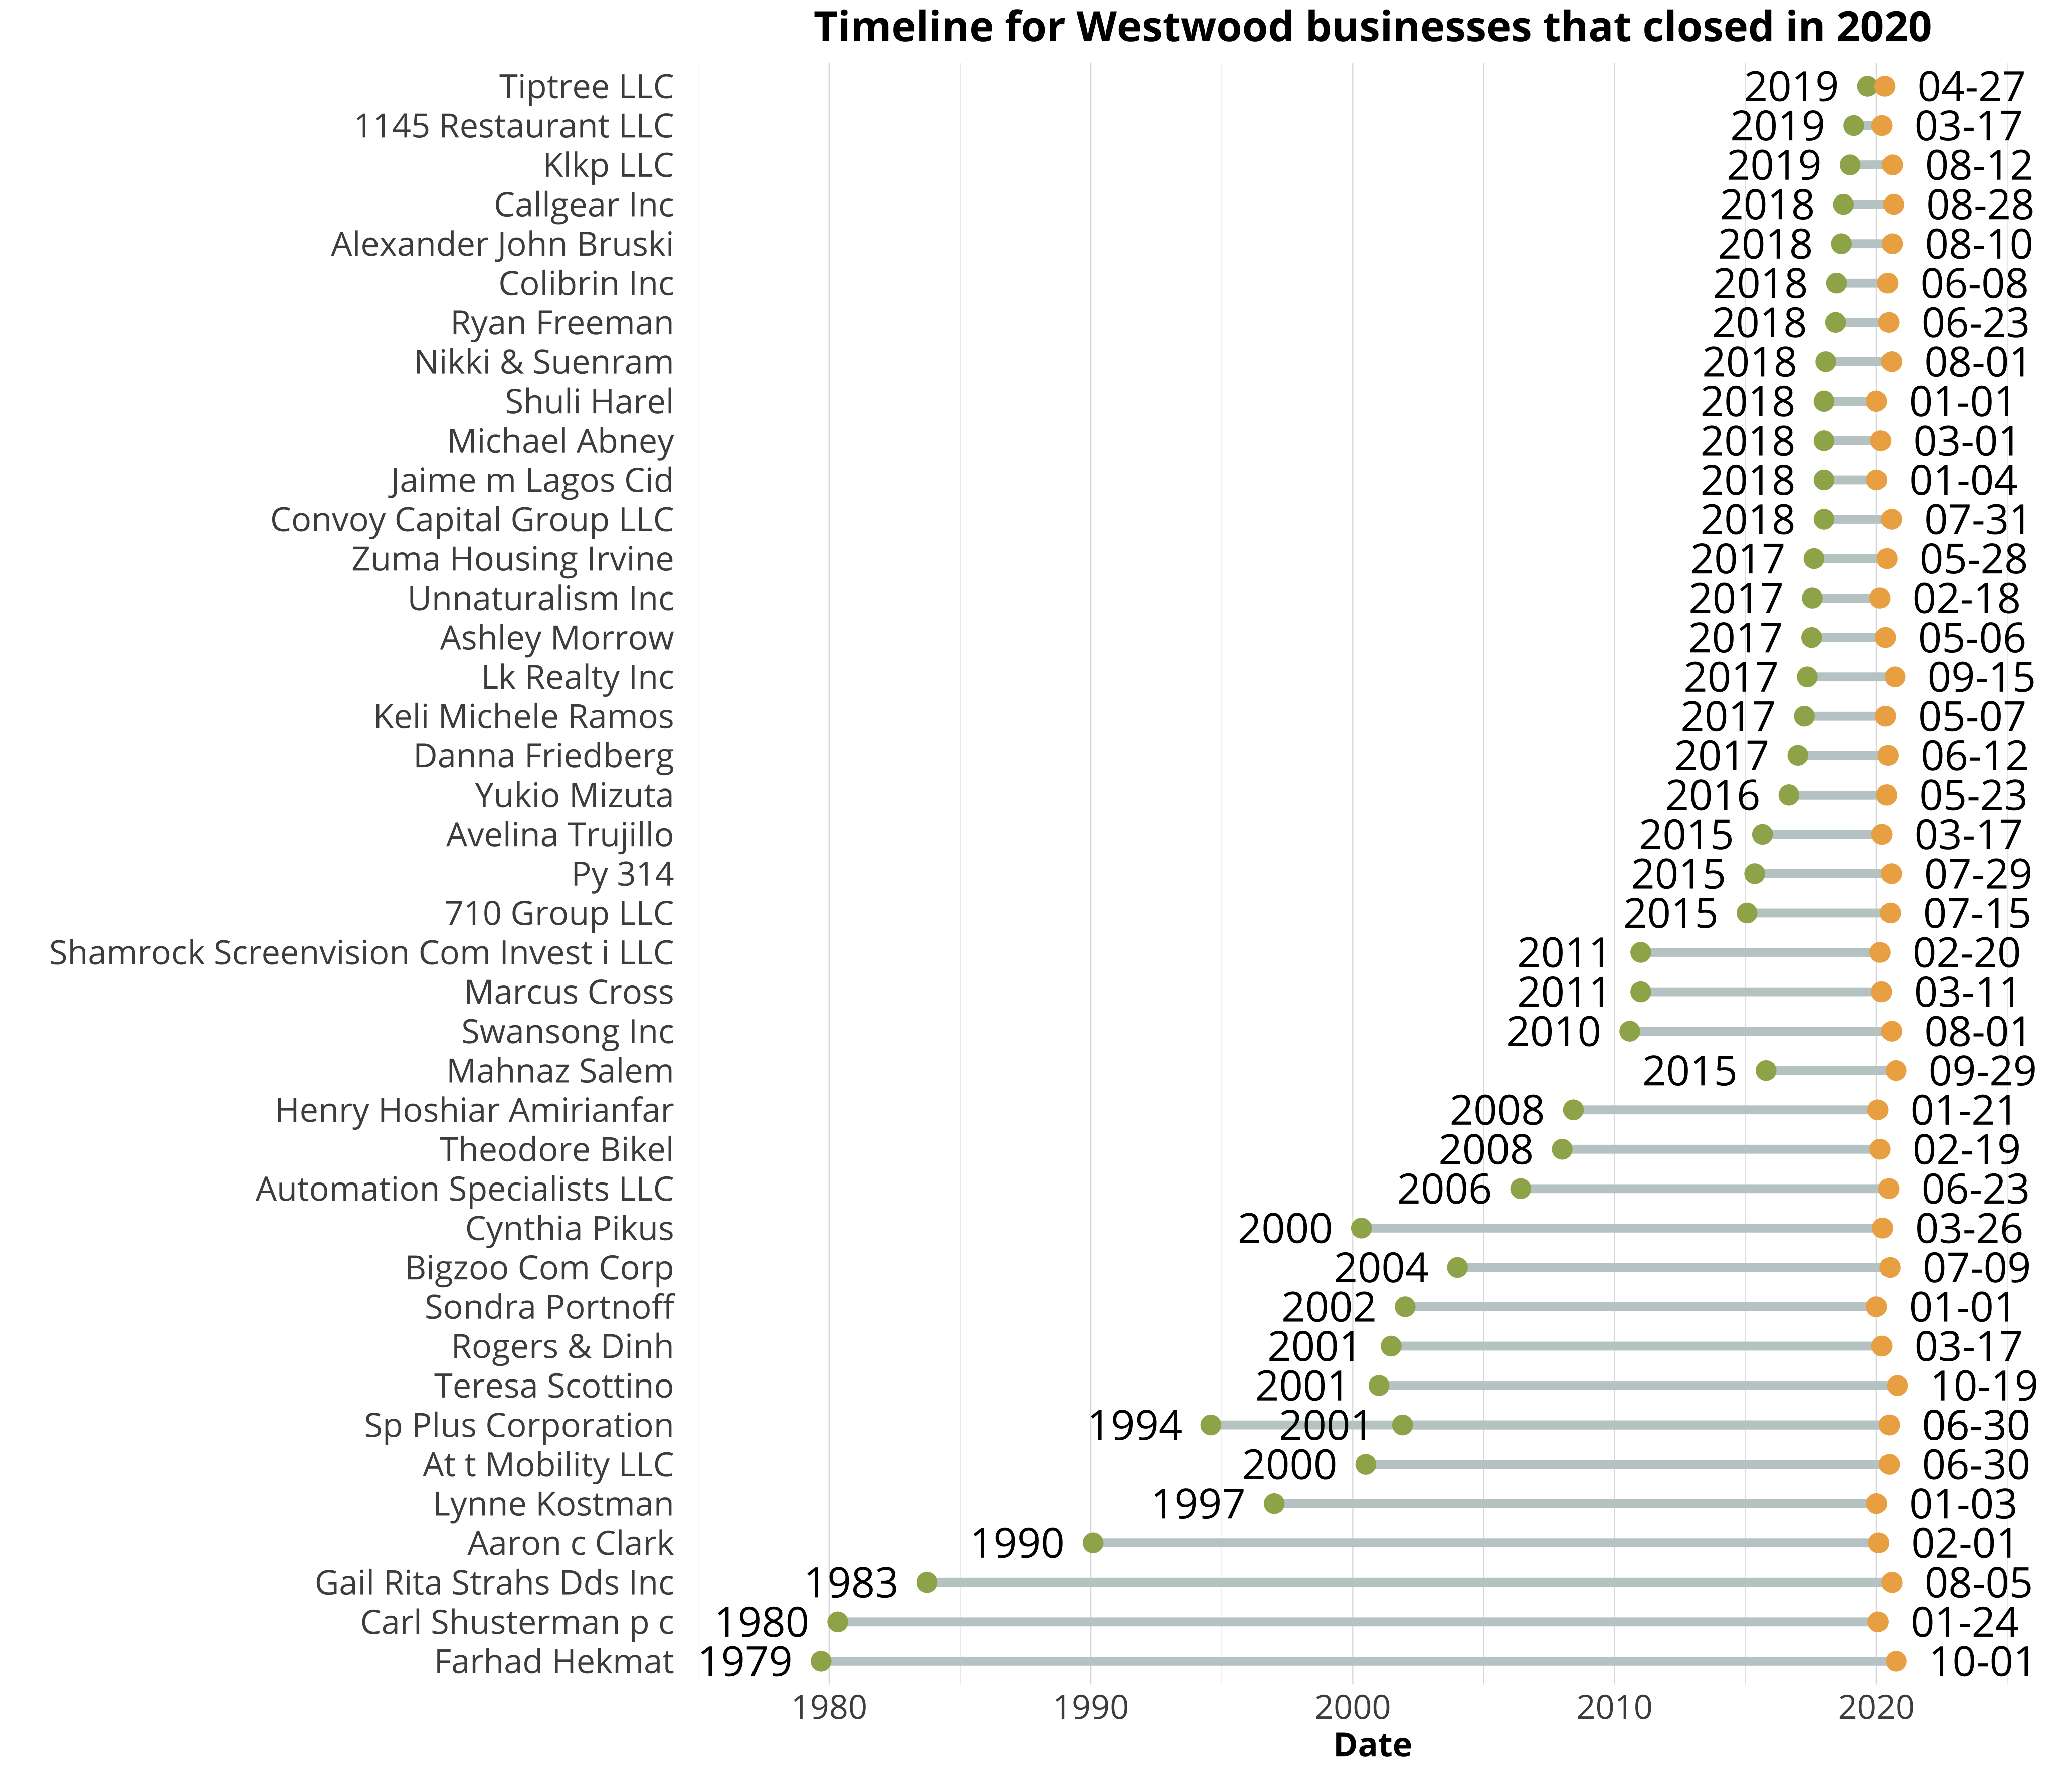 Timeline for Westwood businesses that closed in 2020
Tiptree LLC 2019 04-27
1145 Restaurant LLC 2019 03-17
Klkp LLC 2019 08-12
Callgear Inc 2018 08-28
Alexander John Bruski 2018 08-10
Colibrin Inc 2018 06-08
Ryan Freeman 2018 06-23
Nikki & Suenram 2018 08-01
Shuli Harel 2018 01-01
Michael Abney 2018 03-01
Jaime m Lagos Cid 2018 01-04
Convoy Capital Group LLC 2018 07-31
Zuma Housing Irvine 2017 05-28
Unnaturalism Inc 2017 02-18
Ashley Morrow 2017 05-06
Lk Realty Inc 2017 09-15
Keli Michele Ramos 2017 05-07
Danna Friedberg 2017 06-12
Yukio Mizuta 2016 05-23
Avelina Trujillo 2015 03-17
Py 314 2015 07-29
710 Group LLC 2015 07-15
Shamrock Screenvision Com Invest i LLC 2011 02-20
Marcus Cross 2011 03-11
Swansong Inc 2010 08-01
Mahnaz Salem 2015 09-29
Henry Hoshiar Amirianfar 2008 01-21
Theodore Bikel 2008 02-19
Automation Specialists LLC 2006 06-23
Cynthia Pikus 2000 03-26
Bigzoo Com Corp 2004 07-09
Sondra Portnoff 2002 01-01
Rogers & Dinh 2001 03-17
Teresa Scottino 2001 10-19
Sp Plus Corporation 1994 2001 06-30
At t Mobility LLC 2000 06-30
Lynne Kostman 1997 01-03
Aaron c Clark 1990 02-01
Gail Rita Strahs Dds Inc 1983 08-05
Carl Shusterman p c 1980 01-24
Farhad Hekmat 1979 10-01
1980 1990 2000 2010 2020
Date